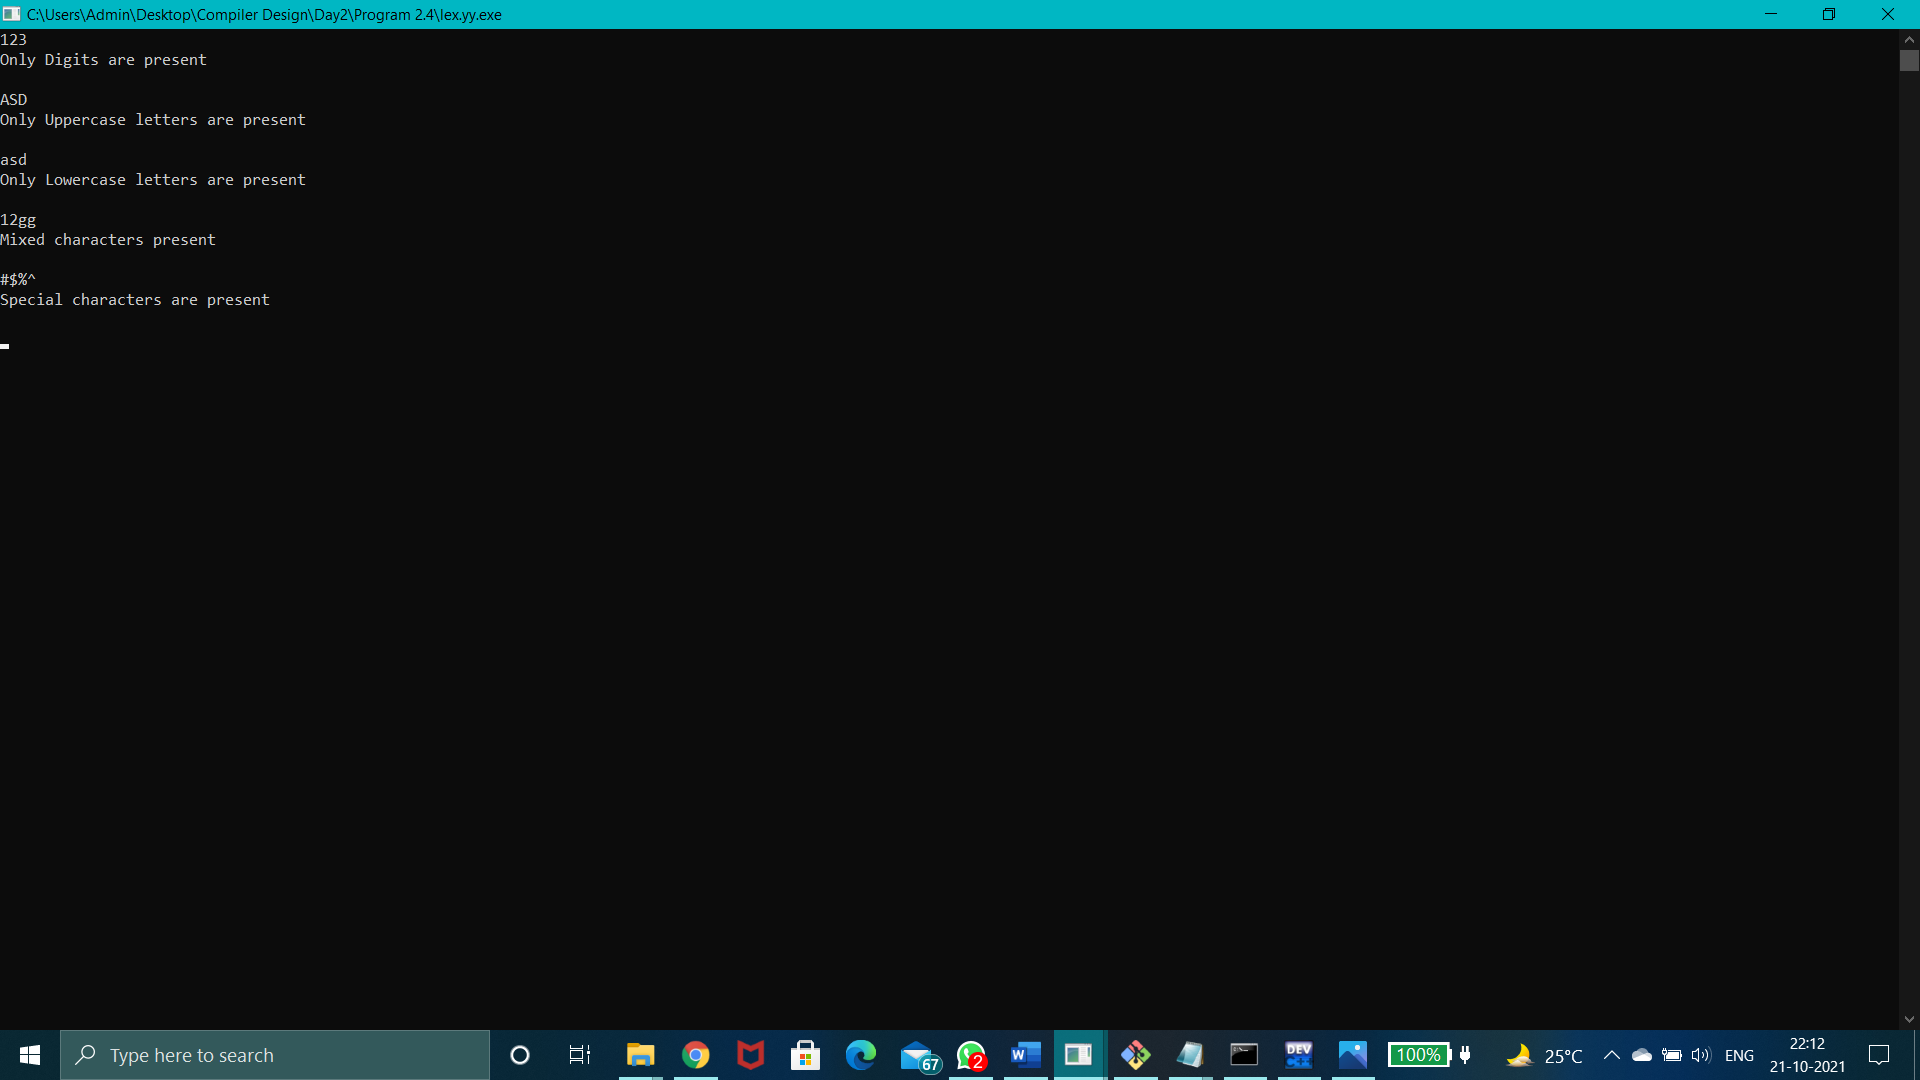 C:\Users\Admin\Desktop\Compiler Design\Day2\Program 2.4\lex.yy.exe
123
Only Digits are present
ASD
Only Uppercase letters are present
asd
Only Lowercase letters are present
12gg
Mixed characters present
#$%^
Special characters are present
Type here to search
67
2
W
DEV
C++
100%
25°C
ENG
22:12
21-10-2021